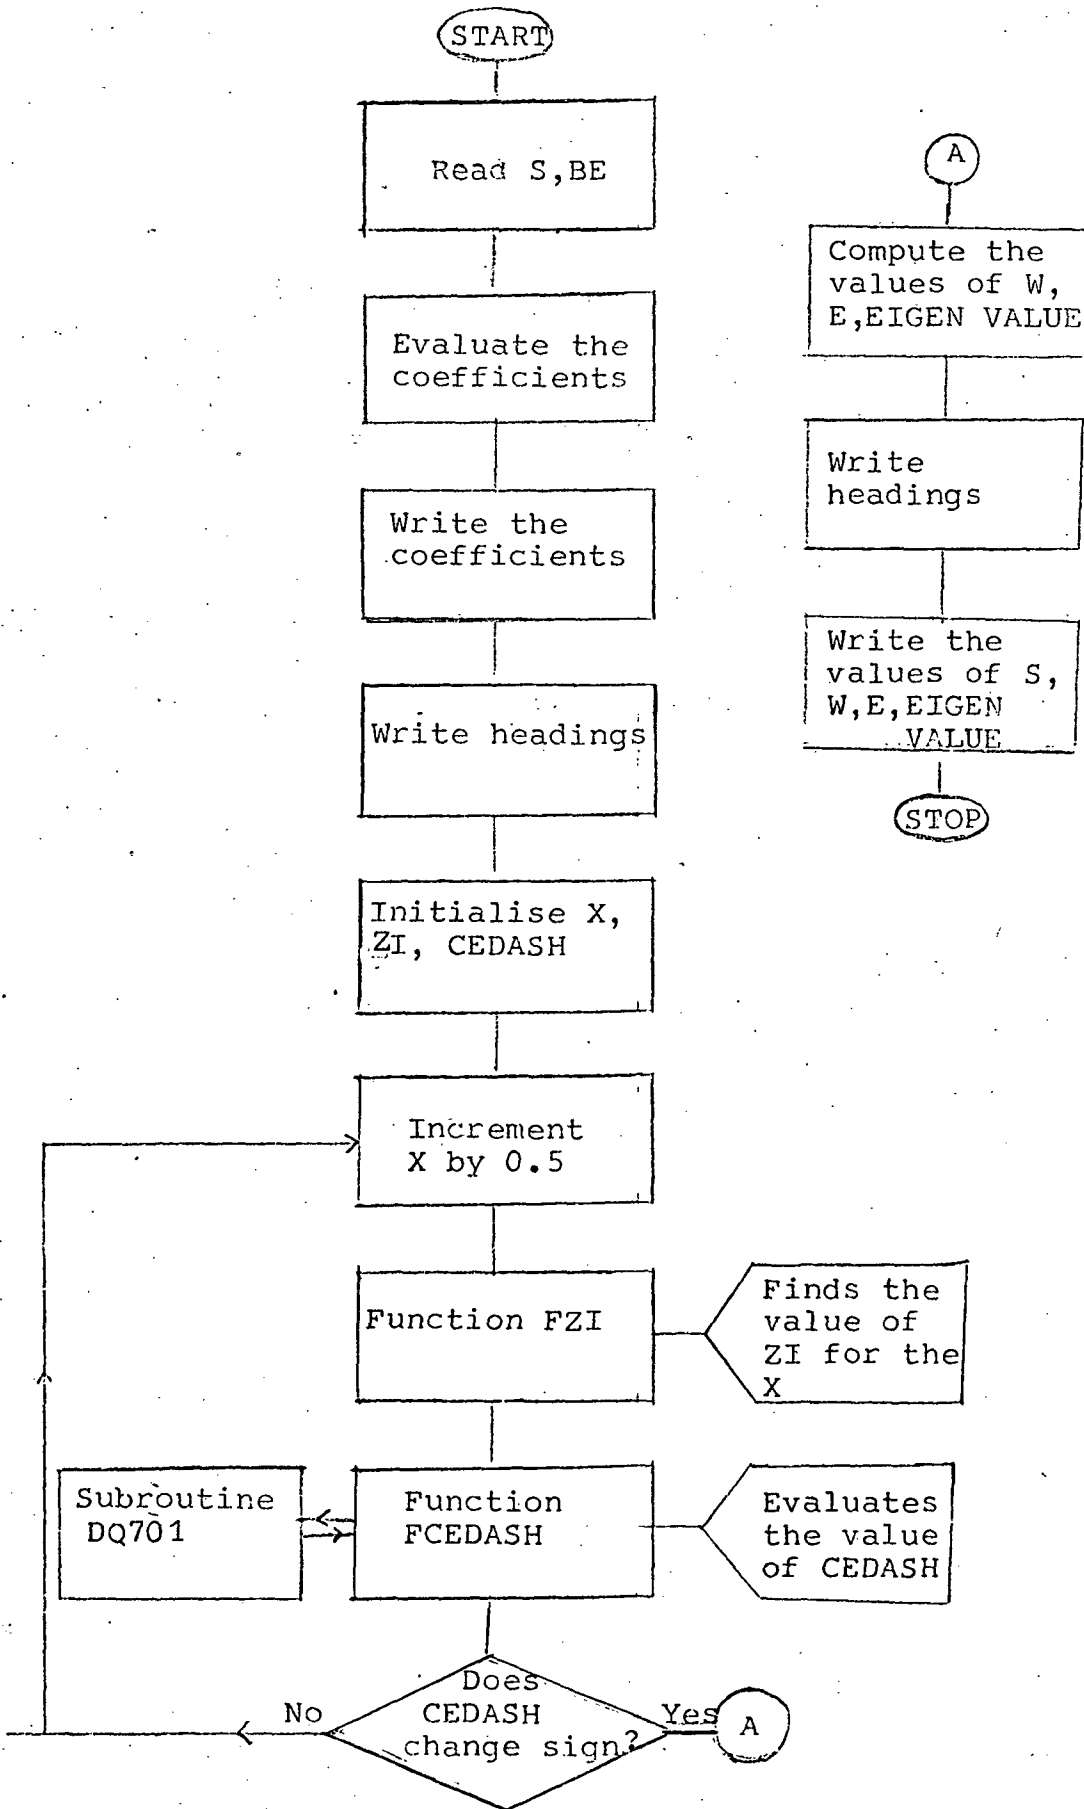 START
Read S,BE
Evaluate the
coefficients
Write the
coefficients
Write headings
Initialise X,
ZI, CEDASH
Increment
X by 0.5
Function FZI
Finds the
value of
ZI for the
X
Subroutine
DQ701
Function
FCEDASH
Evaluates
the value
of CEDASH
Does
CEDASH
change sign?
No
Yes
A
A
Compute the
values of W,
E,EIGEN VALUE
Write
headings
Write the
values of S,
W,E,EIGEN
VALUE
STOP